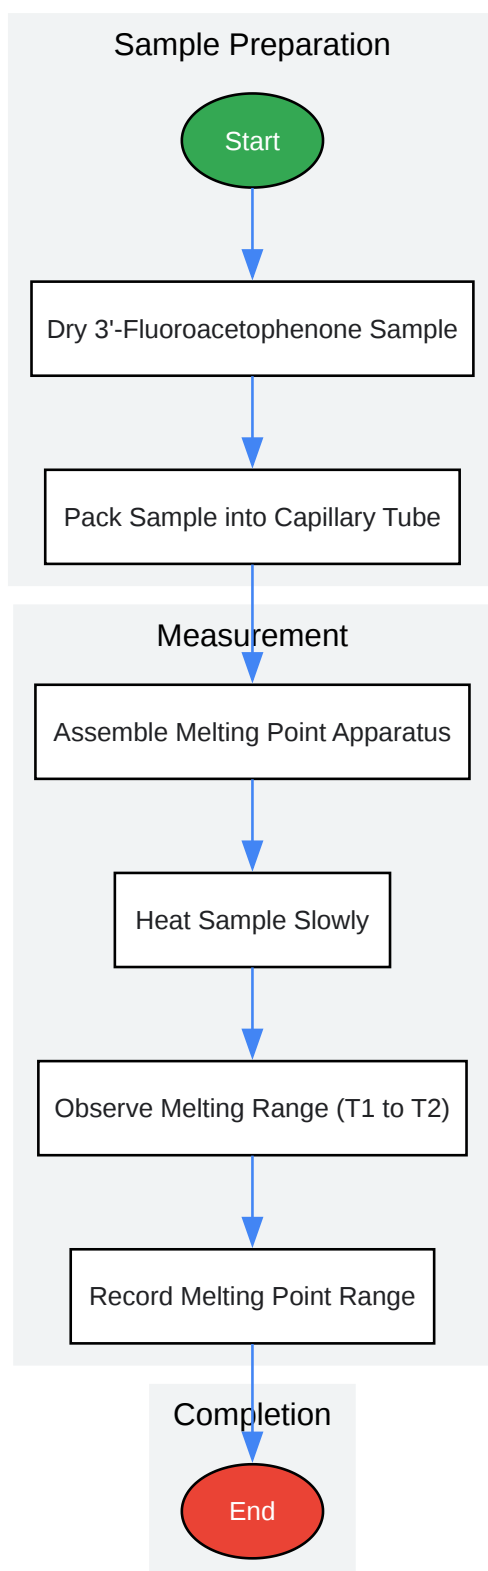 Sample Preparation
Start
Dry 3'-Fluoroacetophenone Sample
Pack Sample into Capillary Tube
Measurement
Assemble Melting Point Apparatus
Heat Sample Slowly
Observe Melting Range (T1 to T2)
Record Melting Point Range
Completion
End